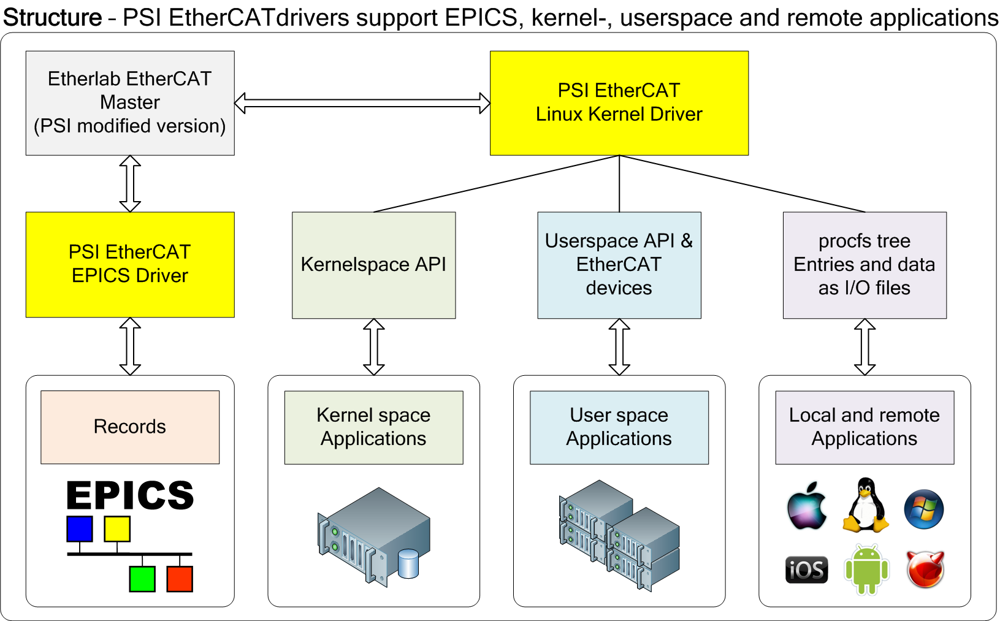 Structure - PSI EtherCATdrivers support EPICS, kernel-, userspace and remote applications
Etherlab EtherCAT
Master
(PSI modified version)
PSI EtherCAT
Linux Kernel Driver
PSI EtherCAT
EPICS Driver
Kernelspace API
Userspace API &
EtherCAT
devices
procfs tree
Entries and data
as I/O files
Records
Kernel space
Applications
User space
Applications
Local and remote
Applications
EPICS
iOS